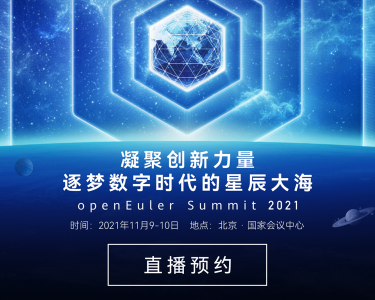 凝聚创新力量
逐梦数字时代的星辰大海
openEuler Summit 2021
时间：2021年11月9-10日 地点：北京·国家会议中心
直播预约